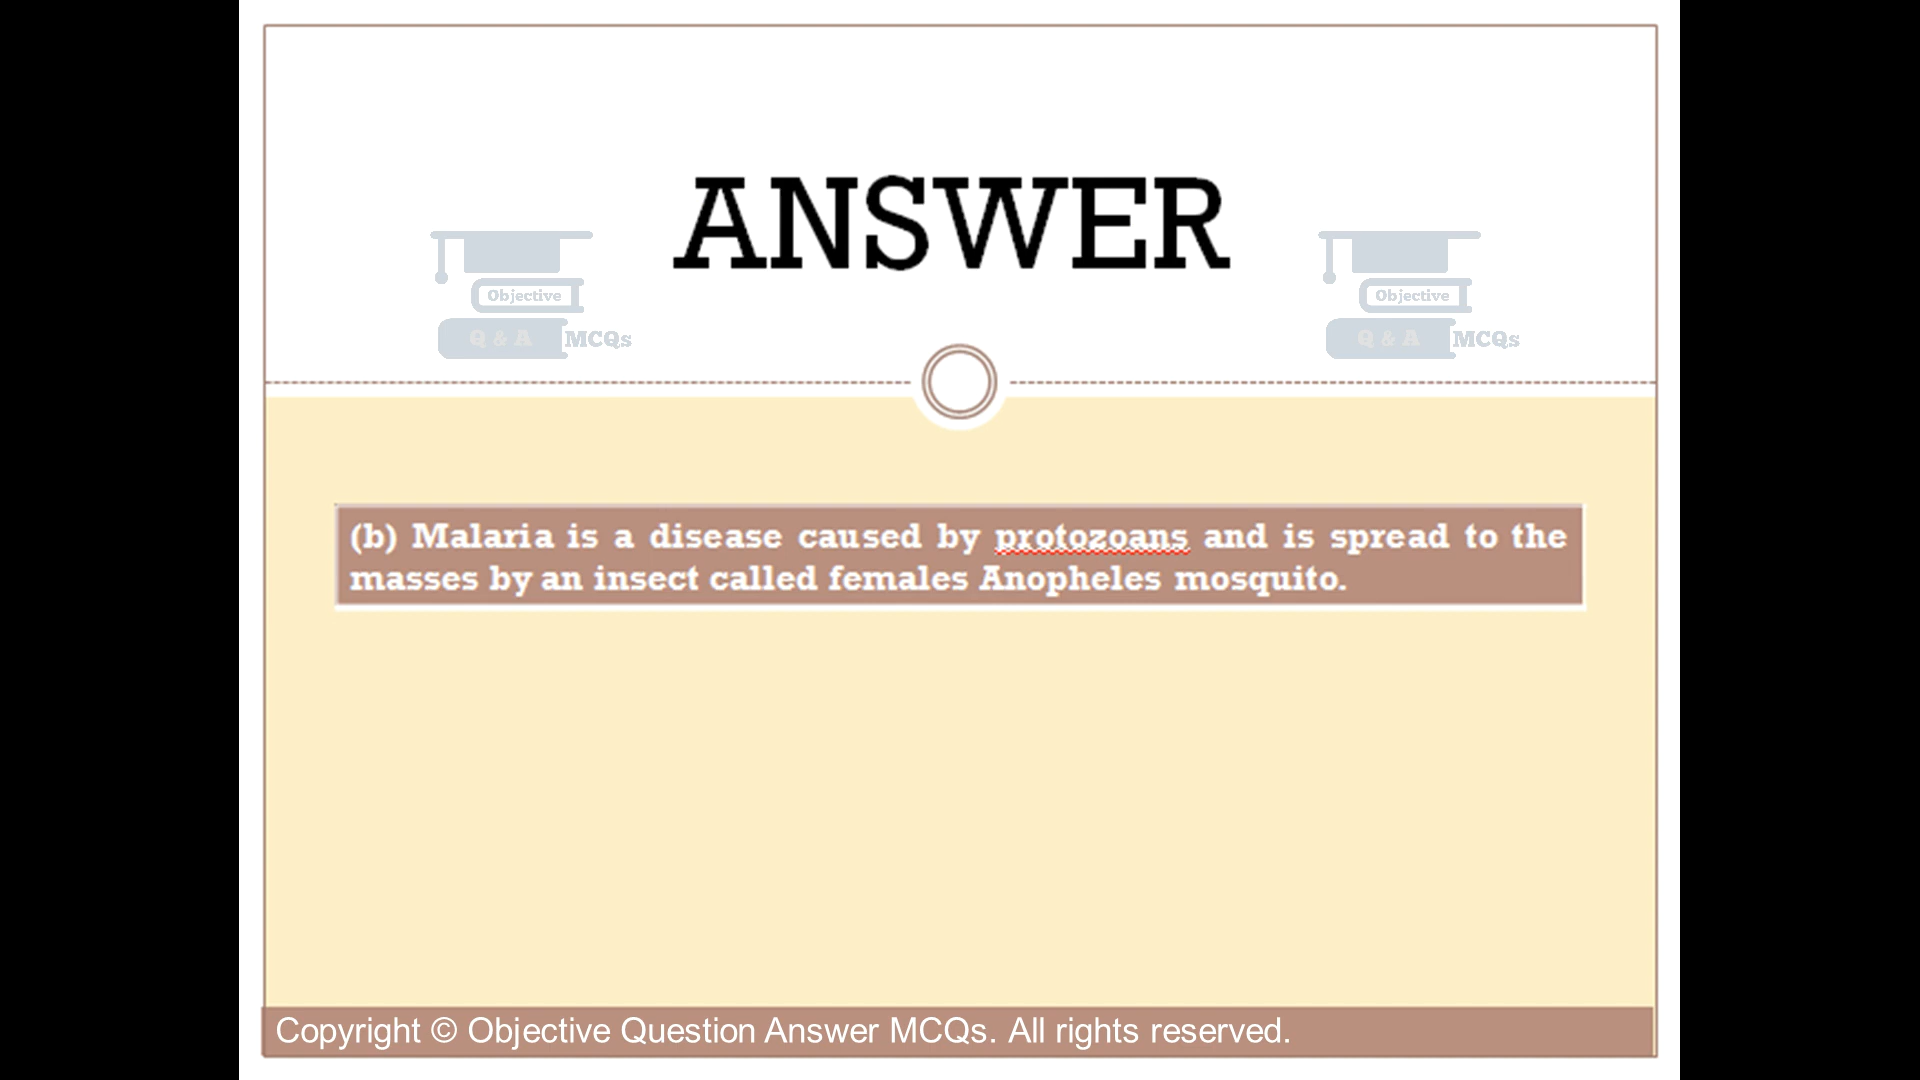 ANSWER
Objective
Q & A MCQs
Objective
Q & A MCQs
(b) Malaria is a disease caused by protozoans and is spread to the
masses by an insect called females Anopheles mosquito.
Copyright © Objective Question Answer MCQs. All rights reserved.